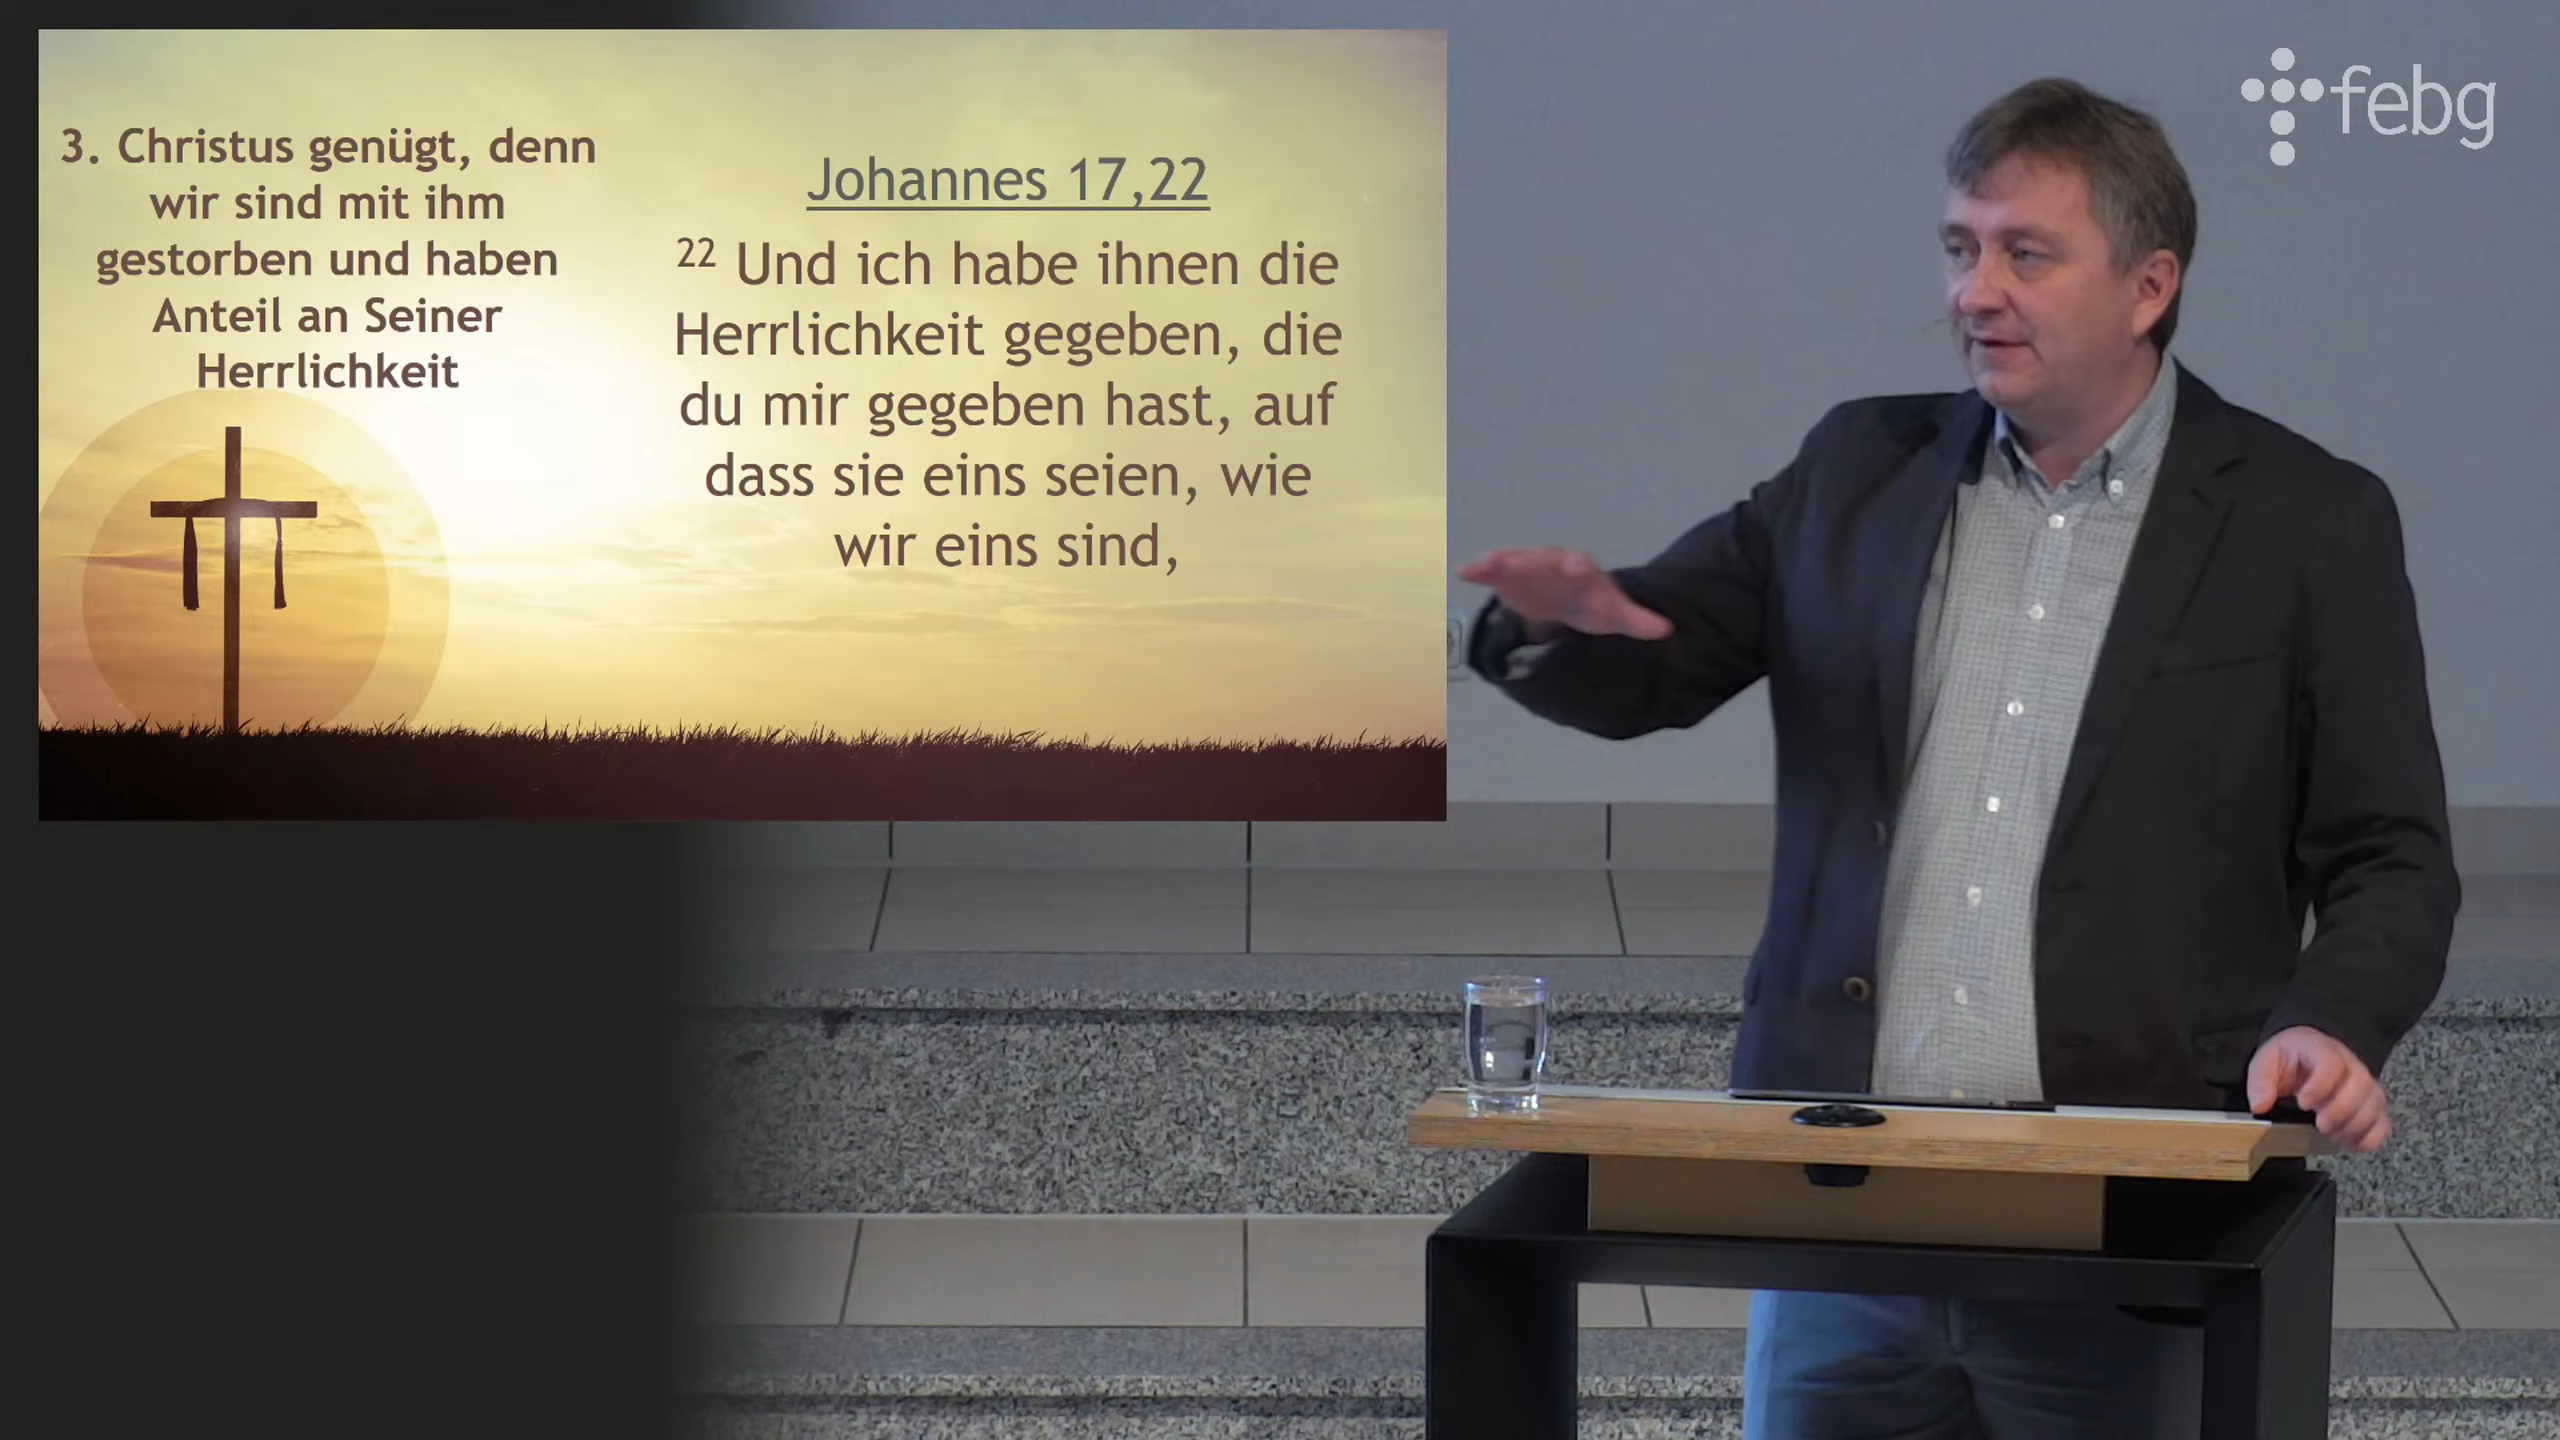 3. Christus genügt, denn
wir sind mit ihm
gestorben und haben
Anteil an Seiner
Herrlichkeit
Johannes 17,22
22 Und ich habe ihnen die
Herrlichkeit gegeben, die
du mir gegeben hast, auf
dass sie eins seien, wie
wir eins sind,
febg